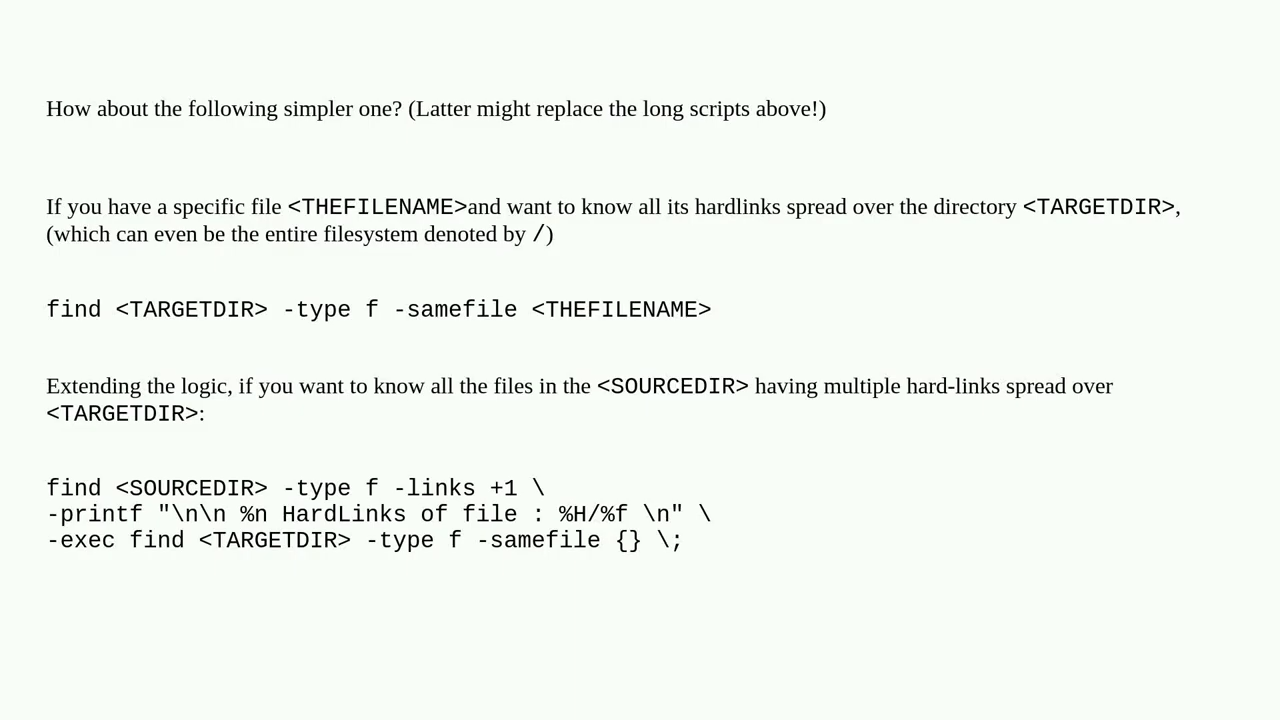 How about the following simpler one? (Latter might replace the long scripts above!)
If you have a specific file <THEFILENAME>and want to know all its hardlinks spread over the directory <TARGETDIR>,
(which can even be the entire filesystem denoted by /)
find <TARGETDIR> -type f -samefile <THEFILENAME>
Extending the logic, if you want to know all the files in the <SOURCEDIR> having multiple hard-links spread over
<TARGETDIR>:
find <SOURCEDIR> -type f -links +1 \
-printf "\n\n %n HardLinks of file : %H/%f \n" \
-exec find <TARGETDIR> -type f -samefile {} \;